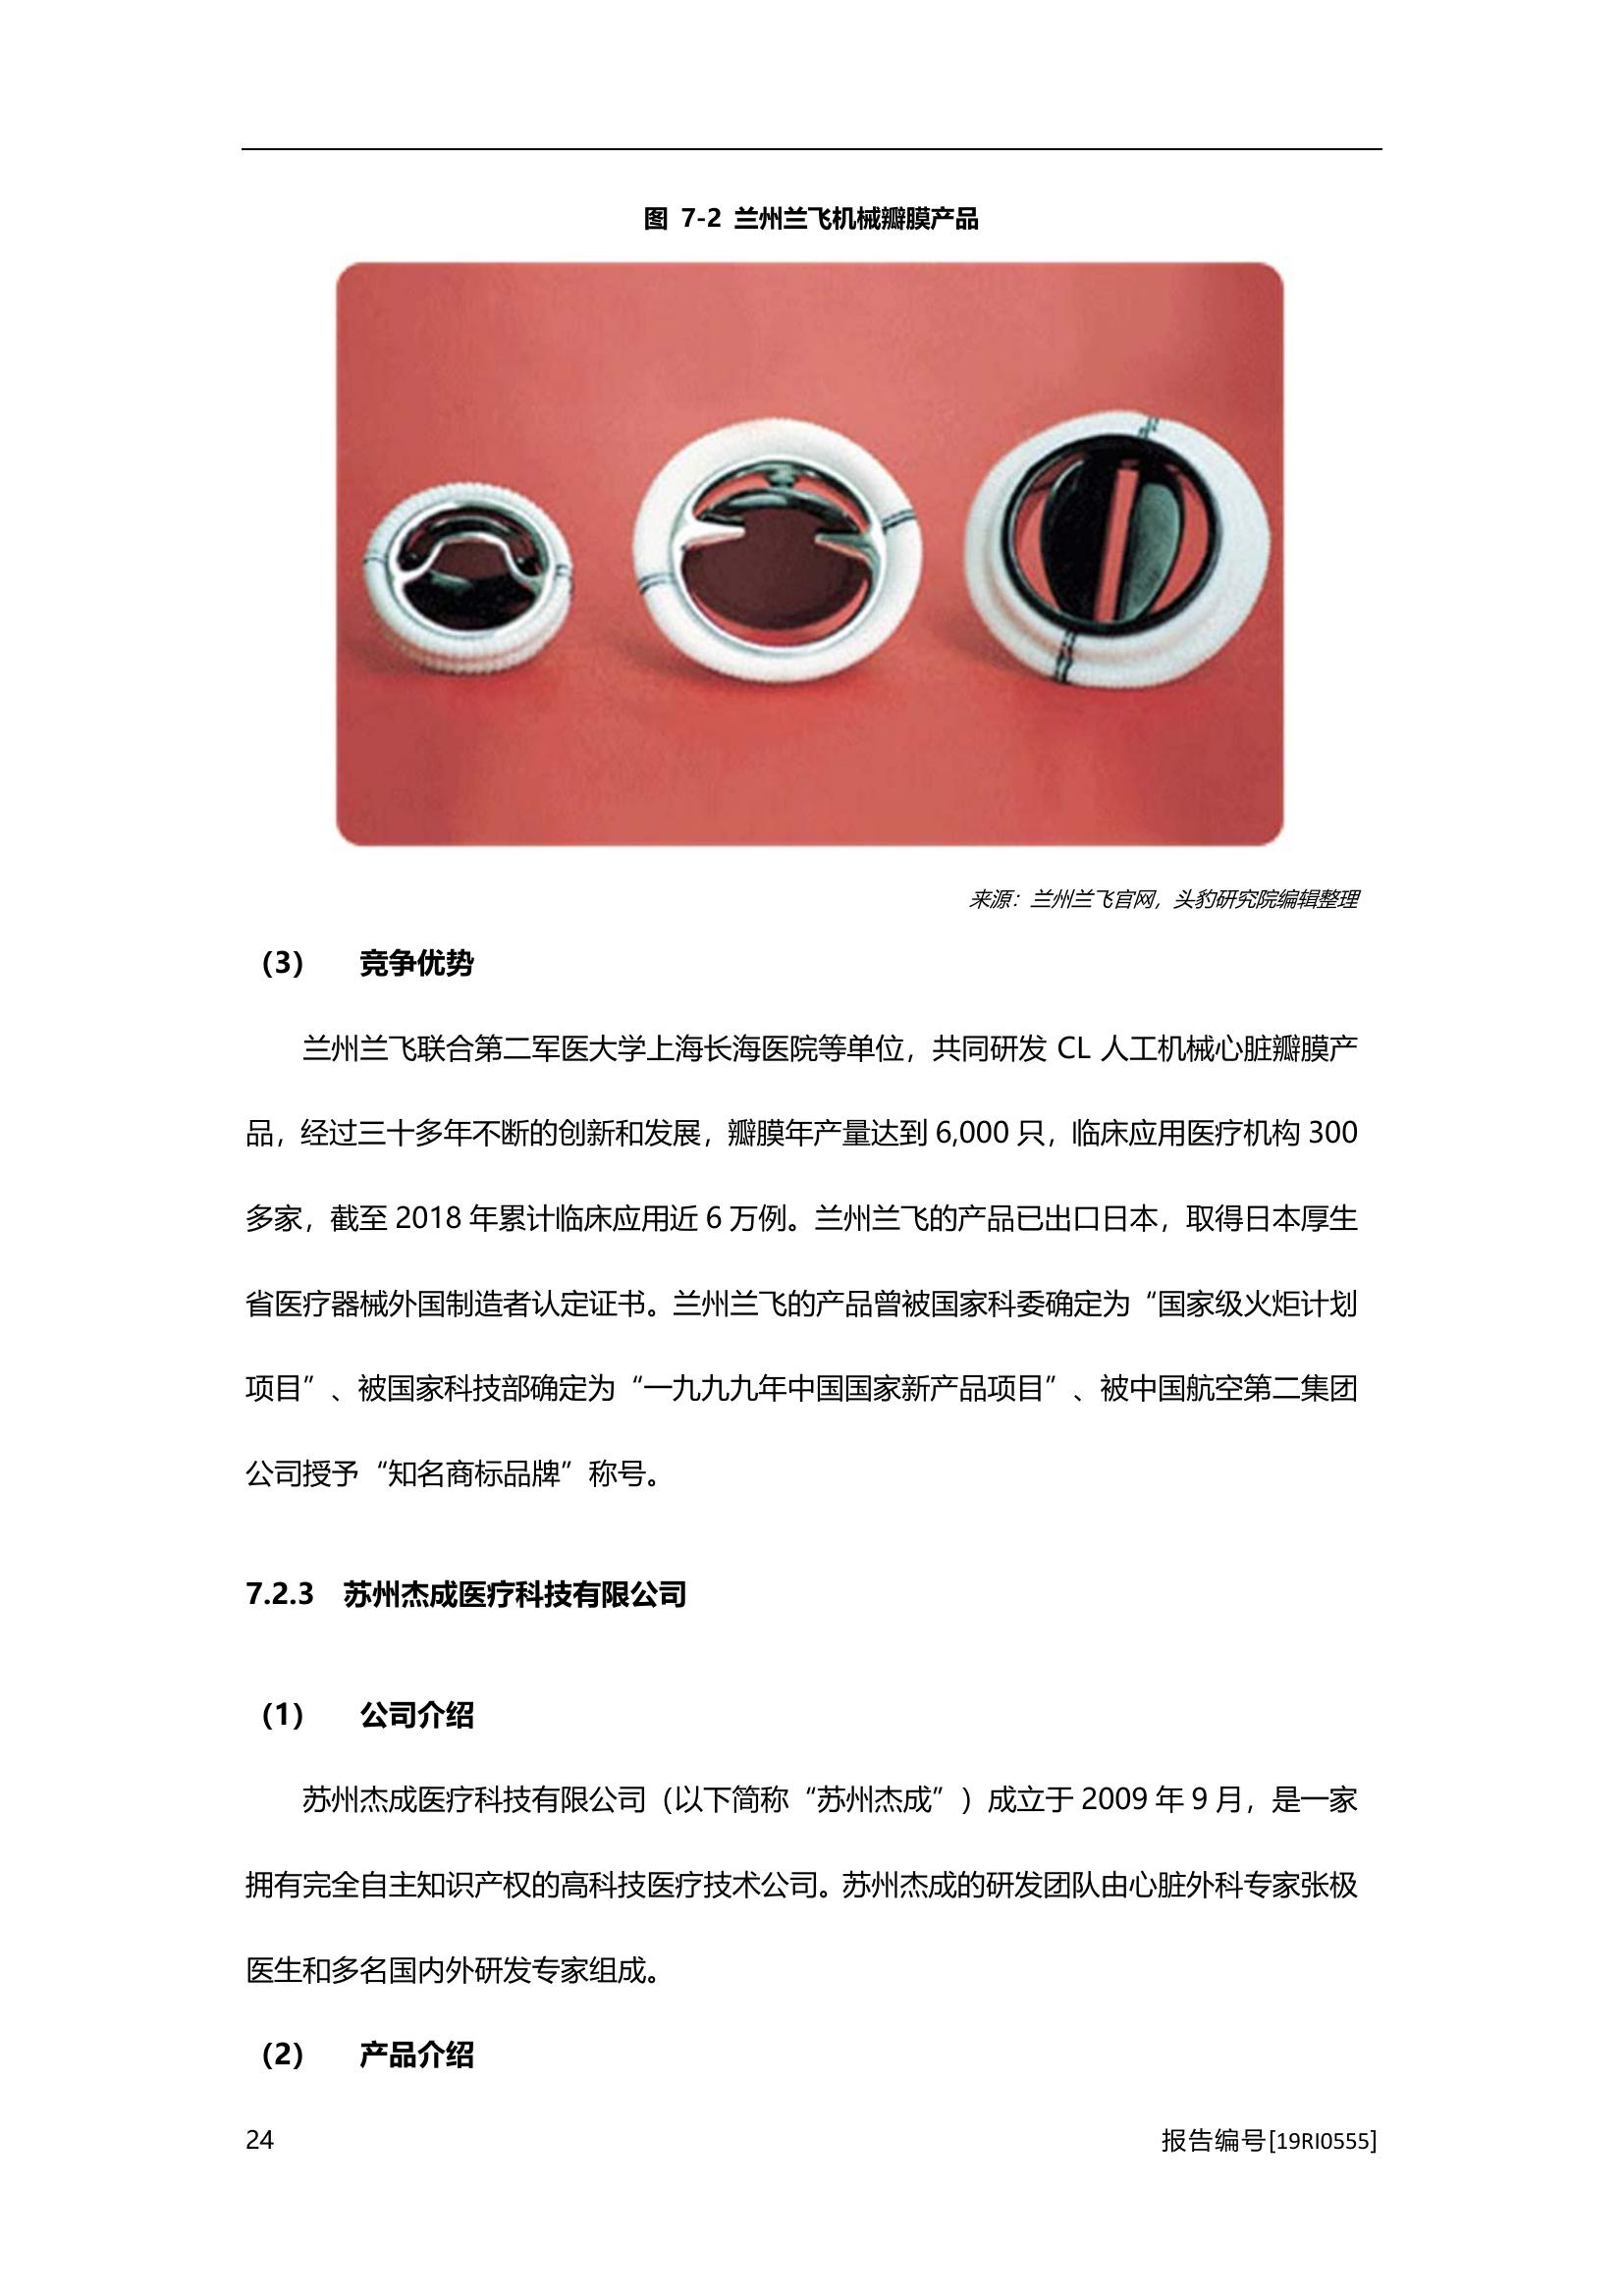 图 7-2 兰州兰飞机械瓣膜产品
来源：兰州兰飞官网，头豹研究院编辑整理
（3） 竞争优势
兰州兰飞联合第二军医大学上海长海医院等单位，共同研发 CL 人工机械心脏瓣膜产
品，经过三十多年不断的创新和发展，瓣膜年产量达到 6,000 只，临床应用医疗机构 300
多家，截至 2018 年累计临床应用近 6 万例。兰州兰飞的产品已出口日本，取得日本厚生
省医疗器械外国制造者认定证书。兰州兰飞的产品曾被国家科委确定为“国家级火炬计划
项目”、被国家科技部确定为“一九九九年中国国家新产品项目”、被中国航空第二集团
公司授予“知名商标品牌”称号。
7.2.3 苏州杰成医疗科技有限公司
（1） 公司介绍
苏州杰成医疗科技有限公司（以下简称“苏州杰成”）成立于 2009 年 9 月，是一家
拥有完全自主知识产权的高科技医疗技术公司。苏州杰成的研发团队由心脏外科专家张极
医生和多名国内外研发专家组成。
（2） 产品介绍
24 报告编号[19RI0555]